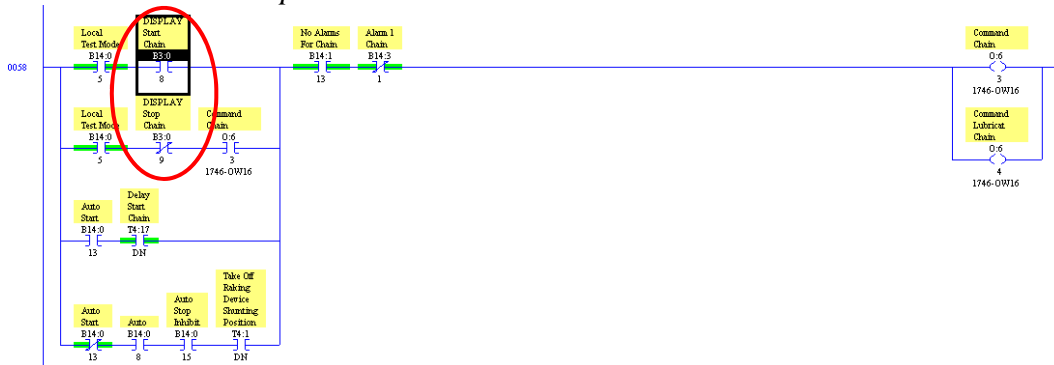 DISPLAY
Local Start No Alarms Alarm 1 Command
Test Mode Chain For Chain Chain Chain
B14:0 B3:0 B14:1 B14:3 O:6
0058
5 8 13 1 3
1746-OW16
DISPLAY
Local Stop Command Command
Test Mode Chain Chain Lubricat.
B14:0 B3:0 O:6 Chain
O:6
5 9 3 4
1746-OW16 1746-OW16
Delay
Auto Start
Start Chain
B14:0 T4:17
13 DN
Take Off
Raking
Auto Device
Auto Stop Shunting
Start Auto Inhibit Position
B14:0 B14:0 B14:0 T4:1
13 8 15 DN